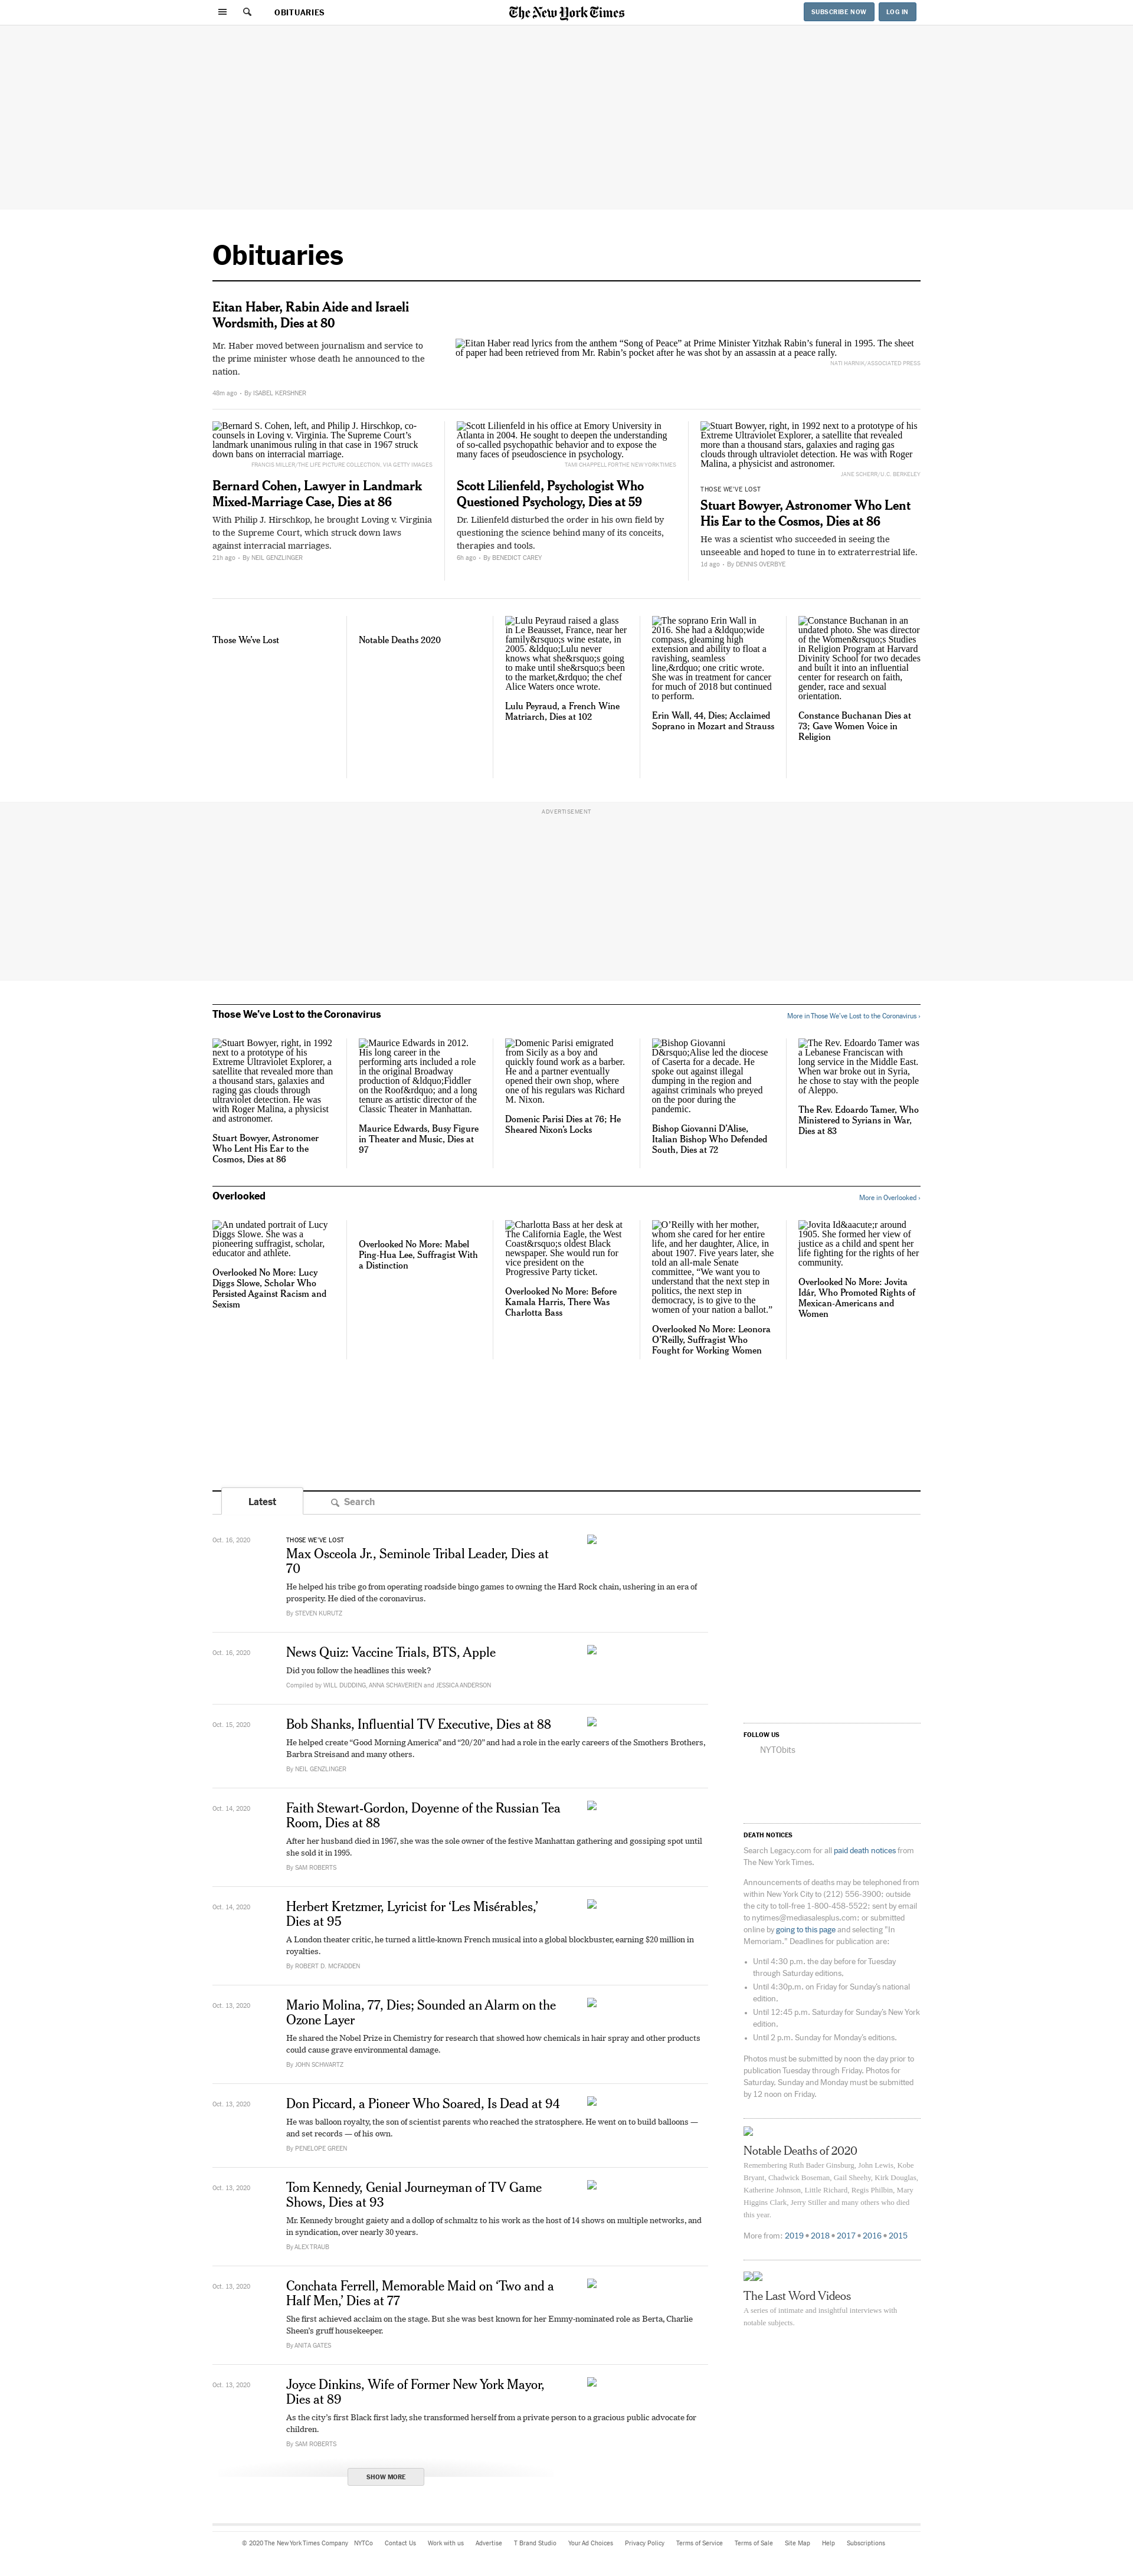 OBITUARIES
The New York Times
SUBSCRIBE NOW
LOG IN
Obituaries
Eitan Haber, Rabin Aide and Israeli
Wordsmith, Dies at 80
Mr. Haber moved between journalism and service to
the prime minister whose death he announced to the
nation.
48m ago • By ISABEL KERSHNER
Eitan Haber read lyrics from the anthem “Song of Peace” at Prime Minister Yitzhak Rabin’s funeral in 1995. The sheet
of paper had been retrieved from Mr. Rabin’s pocket after he was shot by an assassin at a peace rally.
NATI HARNIK/ASSOCIATED PRESS
Bernard S. Cohen, left, and Philip J. Hirschkop, co-
counsels in Loving v. Virginia. The Supreme Court’s
landmark unanimous ruling in that case in 1967 struck
down bans on interracial marriage.
FRANCIS MILLER/THE LIFE PICTURE COLLECTION, VIA GETTY IMAGES
Bernard Cohen, Lawyer in Landmark
Mixed-Marriage Case, Dies at 86
With Philip J. Hirschkop, he brought Loving v. Virginia
to the Supreme Court, which struck down laws
against interracial marriages.
21h ago • By NEIL GENZLINGER
Scott Lilienfeld in his office at Emory University in
Atlanta in 2004. He sought to deepen the understanding
of so-called psychopathic behavior and to expose the
many faces of pseudoscience in psychology.
TAMI CHAPPELL FOR THE NEW YORK TIMES
Scott Lilienfeld, Psychologist Who
Questioned Psychology, Dies at 59
Dr. Lilienfeld disturbed the order in his own field by
questioning the science behind many of its conceits,
therapies and tools.
6h ago • By BENEDICT CAREY
Stuart Bowyer, right, in 1992 next to a prototype of his
Extreme Ultraviolet Explorer, a satellite that revealed
more than a thousand stars, galaxies and raging gas
clouds through ultraviolet detection. He was with Roger
Malina, a physicist and astronomer.
JANE SCHERR/U.C. BERKELEY
THOSE WE’VE LOST
Stuart Bowyer, Astronomer Who Lent
His Ear to the Cosmos, Dies at 86
He was a scientist who succeeded in seeing the
unseeable and hoped to tune in to extraterrestrial life.
1d ago • By DENNIS OVERBYE
Those We’ve Lost
Notable Deaths 2020
Lulu Peyraud raised a glass
in Le Beausset, France, near her
family&rsquo;s wine estate, in
2005. &ldquo;Lulu never
knows what she&rsquo;s going
to make until she&rsquo;s been
to the market,&rdquo; the chef
Alice Waters once wrote.
Lulu Peyraud, a French Wine
Matriarch, Dies at 102
The soprano Erin Wall in
2016. She had a &ldquo;wide
compass, gleaming high
extension and ability to float a
ravishing, seamless
line,&rdquo; one critic wrote.
She was in treatment for cancer
for much of 2018 but continued
to perform.
Erin Wall, 44, Dies; Acclaimed
Soprano in Mozart and Strauss
Constance Buchanan in an
undated photo. She was director
of the Women&rsquo;s Studies
in Religion Program at Harvard
Divinity School for two decades
and built it into an influential
center for research on faith,
gender, race and sexual
orientation.
Constance Buchanan Dies at
73; Gave Women Voice in
Religion
ADVERTISEMENT
Those We’ve Lost to the Coronavirus
More in Those We’ve Lost to the Coronavirus ›
Stuart Bowyer, right, in 1992
next to a prototype of his
Extreme Ultraviolet Explorer, a
satellite that revealed more than
a thousand stars, galaxies and
raging gas clouds through
ultraviolet detection. He was
with Roger Malina, a physicist
and astronomer.
Stuart Bowyer, Astronomer
Who Lent His Ear to the
Cosmos, Dies at 86
Maurice Edwards in 2012.
His long career in the
performing arts included a role
in the original Broadway
production of &ldquo;Fiddler
on the Roof&rdquo; and a long
tenure as artistic director of the
Classic Theater in Manhattan.
Maurice Edwards, Busy Figure
in Theater and Music, Dies at
97
Domenic Parisi emigrated
from Sicily as a boy and
quickly found work as a barber.
He and a partner eventually
opened their own shop, where
one of his regulars was Richard
M. Nixon.
Domenic Parisi Dies at 76; He
Sheared Nixon’s Locks
Bishop Giovanni
D&rsquo;Alise led the diocese
of Caserta for a decade. He
spoke out against illegal
dumping in the region and
against criminals who preyed
on the poor during the
pandemic.
Bishop Giovanni D’Alise,
Italian Bishop Who Defended
South, Dies at 72
The Rev. Edoardo Tamer was
a Lebanese Franciscan with
long service in the Middle East.
When war broke out in Syria,
he chose to stay with the people
of Aleppo.
The Rev. Edoardo Tamer, Who
Ministered to Syrians in War,
Dies at 83
Overlooked
More in Overlooked ›
An undated portrait of Lucy
Diggs Slowe. She was a
pioneering suffragist, scholar,
educator and athlete.
Overlooked No More: Lucy
Diggs Slowe, Scholar Who
Persisted Against Racism and
Sexism
Overlooked No More: Mabel
Ping-Hua Lee, Suffragist With
a Distinction
Charlotta Bass at her desk at
The California Eagle, the West
Coast&rsquo;s oldest Black
newspaper. She would run for
vice president on the
Progressive Party ticket.
Overlooked No More: Before
Kamala Harris, There Was
Charlotta Bass
O’Reilly with her mother,
whom she cared for her entire
life, and her daughter, Alice, in
about 1907. Five years later, she
told an all-male Senate
committee, “We want you to
understand that the next step in
politics, the next step in
democracy, is to give to the
women of your nation a ballot.”
Overlooked No More: Leonora
O’Reilly, Suffragist Who
Fought for Working Women
Jovita Id&aacute;r around
1905. She formed her view of
justice as a child and spent her
life fighting for the rights of her
community.
Overlooked No More: Jovita
Idár, Who Promoted Rights of
Mexican-Americans and
Women
Latest
Search
Oct. 16, 2020
THOSE WE’VE LOST
Max Osceola Jr., Seminole Tribal Leader, Dies at
70
He helped his tribe go from operating roadside bingo games to owning the Hard Rock chain, ushering in an era of
prosperity. He died of the coronavirus.
By STEVEN KURUTZ
Oct. 16, 2020
News Quiz: Vaccine Trials, BTS, Apple
Did you follow the headlines this week?
Compiled by WILL DUDDING, ANNA SCHAVERIEN and JESSICA ANDERSON
Oct. 15, 2020
Bob Shanks, Influential TV Executive, Dies at 88
He helped create “Good Morning America” and “20/20” and had a role in the early careers of the Smothers Brothers,
Barbra Streisand and many others.
By NEIL GENZLINGER
Oct. 14, 2020
Faith Stewart-Gordon, Doyenne of the Russian Tea
Room, Dies at 88
After her husband died in 1967, she was the sole owner of the festive Manhattan gathering and gossiping spot until
she sold it in 1995.
By SAM ROBERTS
Oct. 14, 2020
Herbert Kretzmer, Lyricist for ‘Les Misérables,’
Dies at 95
A London theater critic, he turned a little-known French musical into a global blockbuster, earning $20 million in
royalties.
By ROBERT D. MCFADDEN
Oct. 13, 2020
Mario Molina, 77, Dies; Sounded an Alarm on the
Ozone Layer
He shared the Nobel Prize in Chemistry for research that showed how chemicals in hair spray and other products
could cause grave environmental damage.
By JOHN SCHWARTZ
Oct. 13, 2020
Don Piccard, a Pioneer Who Soared, Is Dead at 94
He was balloon royalty, the son of scientist parents who reached the stratosphere. He went on to build balloons —
and set records — of his own.
By PENELOPE GREEN
Oct. 13, 2020
Tom Kennedy, Genial Journeyman of TV Game
Shows, Dies at 93
Mr. Kennedy brought gaiety and a dollop of schmaltz to his work as the host of 14 shows on multiple networks, and
in syndication, over nearly 30 years.
By ALEX TRAUB
Oct. 13, 2020
Conchata Ferrell, Memorable Maid on ‘Two and a
Half Men,’ Dies at 77
She first achieved acclaim on the stage. But she was best known for her Emmy-nominated role as Berta, Charlie
Sheen’s gruff housekeeper.
By ANITA GATES
Oct. 13, 2020
Joyce Dinkins, Wife of Former New York Mayor,
Dies at 89
As the city’s first Black first lady, she transformed herself from a private person to a gracious public advocate for
children.
By SAM ROBERTS
SHOW MORE
FOLLOW US
NYTObits
DEATH NOTICES
Search Legacy.com for all paid death notices from
The New York Times.
Announcements of deaths may be telephoned from
within New York City to (212) 556-3900; outside
the city to toll-free 1-800-458-5522; sent by email
to nytimes@mediasalesplus.com; or submitted
online by going to this page and selecting "In
Memoriam." Deadlines for publication are:
• Until 4:30 p.m. the day before for Tuesday
through Saturday editions.
• Until 4:30p.m. on Friday for Sunday's national
edition.
• Until 12:45 p.m. Saturday for Sunday's New York
edition.
• Until 2 p.m. Sunday for Monday's editions.
Photos must be submitted by noon the day prior to
publication Tuesday through Friday. Photos for
Saturday, Sunday and Monday must be submitted
by 12 noon on Friday.
Notable Deaths of 2020
Remembering Ruth Bader Ginsburg, John Lewis, Kobe
Bryant, Chadwick Boseman, Gail Sheehy, Kirk Douglas,
Katherine Johnson, Little Richard, Regis Philbin, Mary
Higgins Clark, Jerry Stiller and many others who died
this year.
More from: 2019 • 2018 • 2017 • 2016 • 2015
The Last Word Videos
A series of intimate and insightful interviews with
notable subjects.
© 2020 The New York Times Company NYTCo Contact Us Work with us Advertise T Brand Studio Your Ad Choices Privacy Policy Terms of Service Terms of Sale Site Map Help Subscriptions